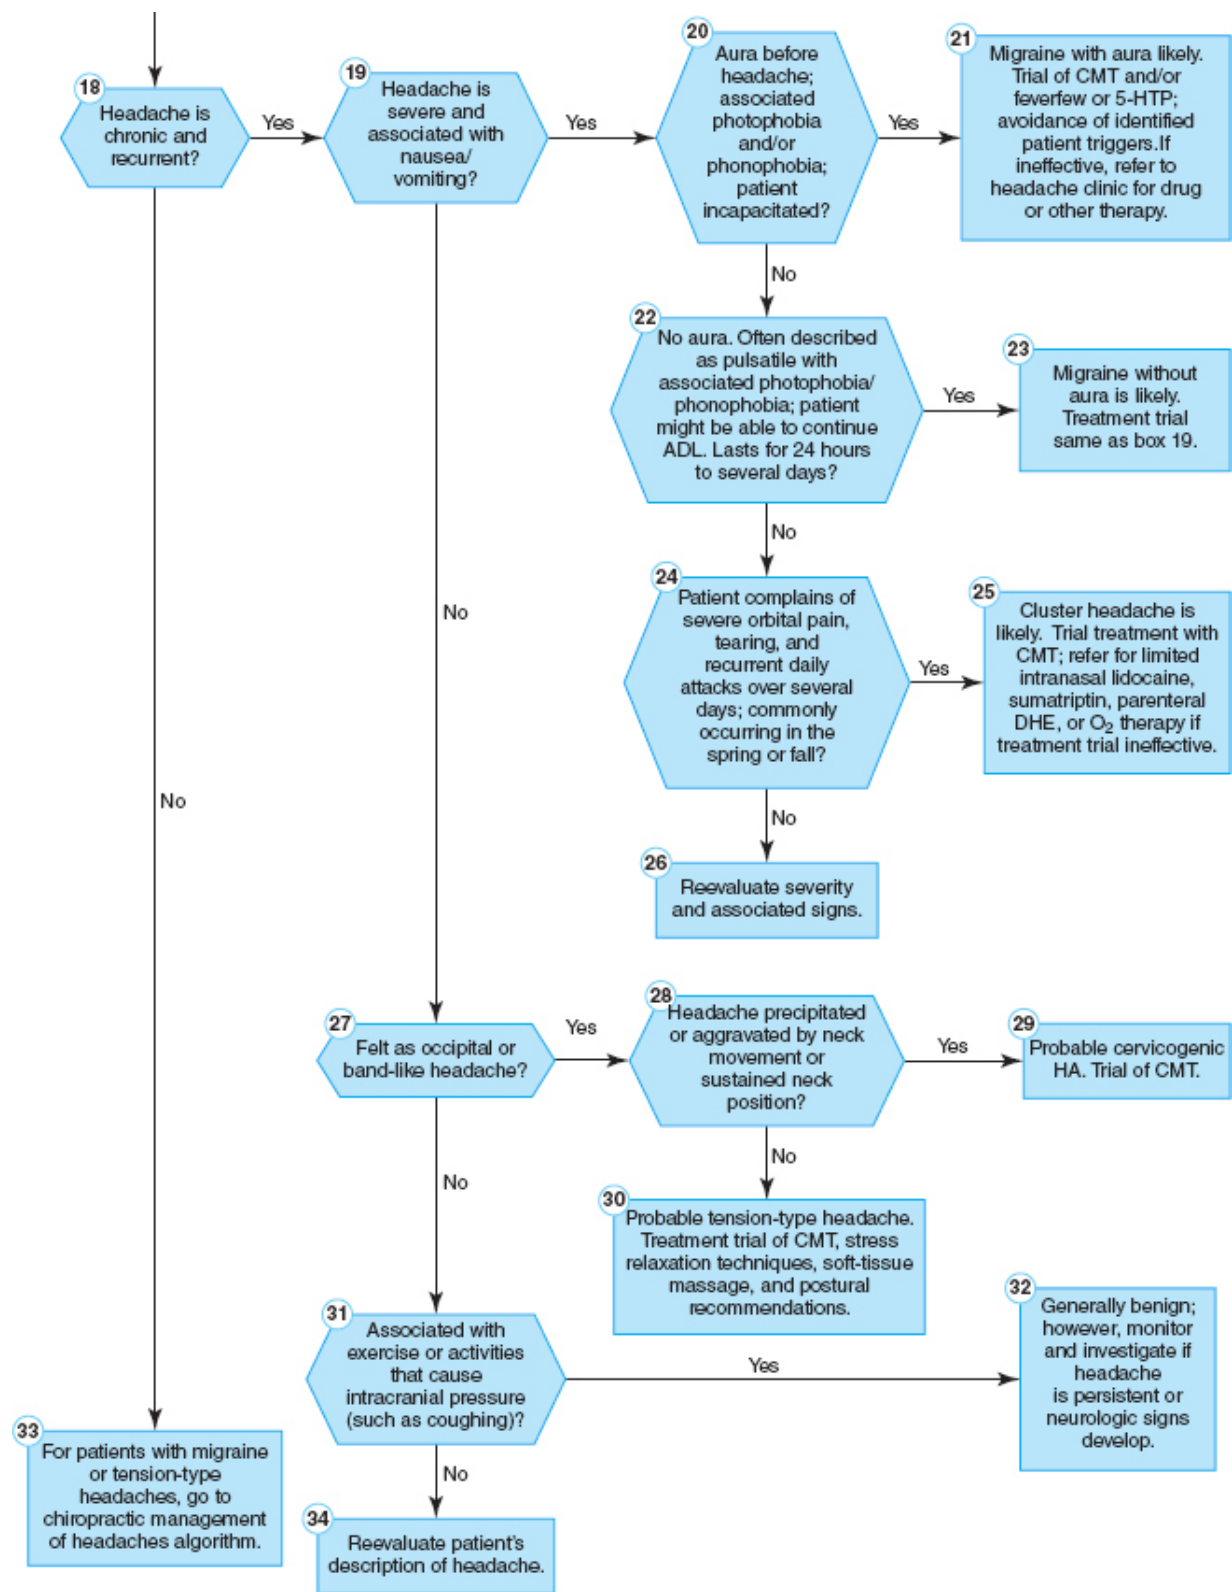 18
Headache is
chronic and
recurrent?
Yes
19
Headache is
severe and
associated with
nausea/
vomiting?
Yes
20
Aura before
headache;
associated
photophobia
and/or
phonophobia;
patient
incapacitated?
Yes
21
Migraine with aura likely.
Trial of CMT and/or
feverfew or 5-HTP;
avoidance of identified
patient triggers.If
ineffective, refer to
headache clinic for drug
or other therapy.
No
22
No aura. Often described
as pulsatile with
associated photophobia/
phonophobia; patient
might be able to continue
ADL. Lasts for 24 hours
to several days?
Yes
23
Migraine without
aura is likely.
Treatment trial
same as box 19.
No
24
Patient complains of
severe orbital pain,
tearing, and
recurrent daily
attacks over several
days; commonly
occurring in the
spring or fall?
Yes
25
Cluster headache is
likely. Trial treatment with
CMT; refer for limited
intranasal lidocaine,
sumatriptin, parenteral
DHE, or O₂ therapy if
treatment trial ineffective.
No
26
Reevaluate severity
and associated signs.
No
27
Felt as occipital or
band-like headache?
Yes
28
Headache precipitated
or aggravated by neck
movement or
sustained neck
position?
Yes
29
Probable cervicogenic
HA. Trial of CMT.
No
30
Probable tension-type headache.
Treatment trial of CMT, stress
relaxation techniques, soft-tissue
massage, and postural
recommendations.
No
31
Associated with
exercise or activities
that cause
intracranial pressure
(such as coughing)?
Yes
32
Generally benign;
however, monitor
and investigate if
headache
is persistent or
neurologic signs
develop.
No
33
For patients with migraine
or tension-type
headaches, go to
chiropractic management
of headaches algorithm.
No
34
Reevaluate patient's
description of headache.